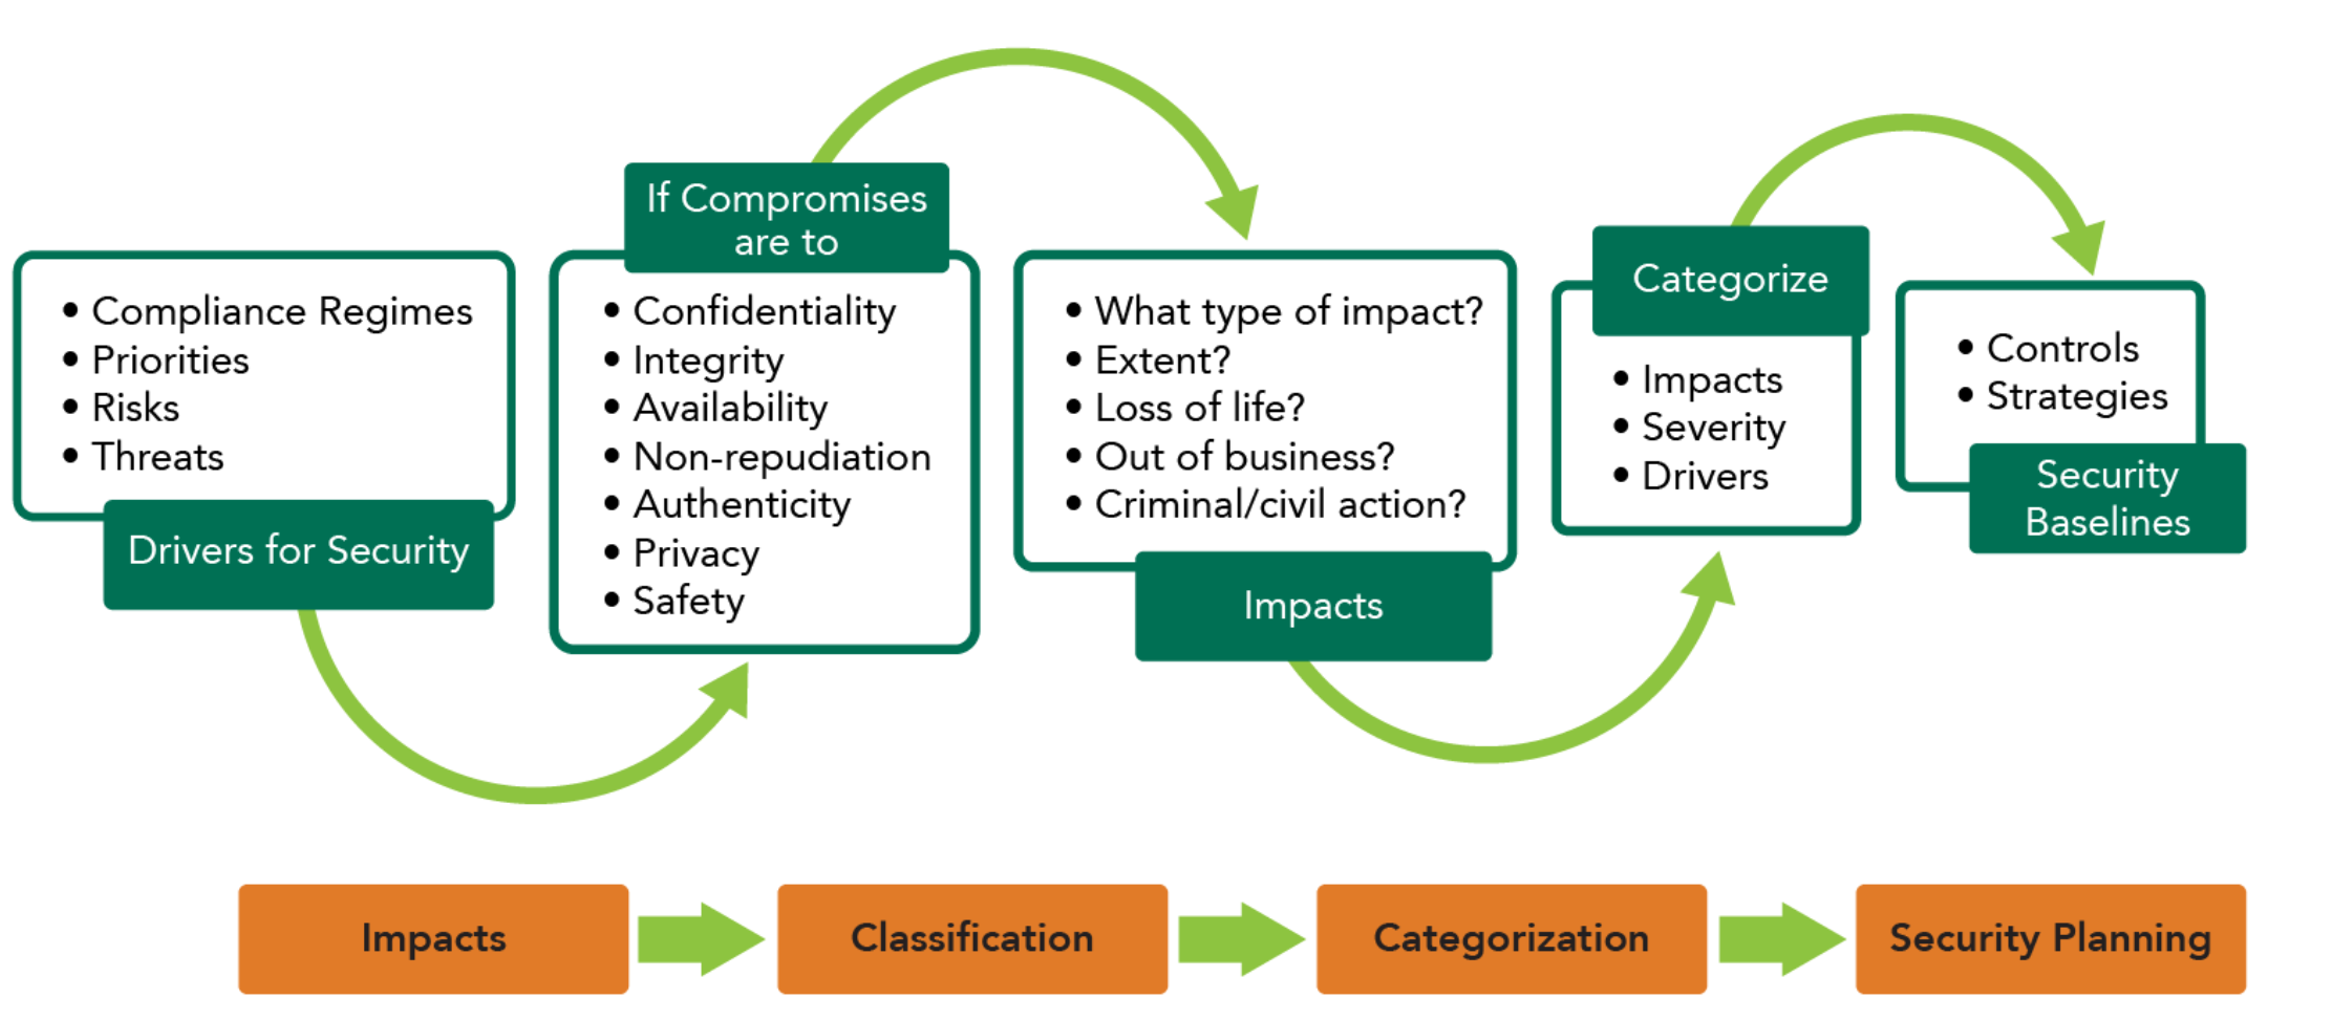 • Compliance Regimes
• Priorities
• Risks
• Threats
Drivers for Security
If Compromises
are to
• Confidentiality
• Integrity
• Availability
• Non-repudiation
• Authenticity
• Privacy
• Safety
• What type of impact?
• Extent?
• Loss of life?
• Out of business?
• Criminal/civil action?
Impacts
Categorize
• Impacts
• Severity
• Drivers
• Controls
• Strategies
Security
Baselines
Impacts
Classification
Categorization
Security Planning